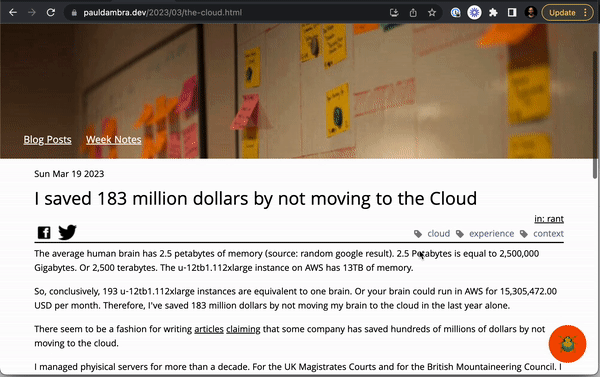 pauldambra.dev/2023/03/the-cloud.html
Update
Blog Posts Week Notes
Sun Mar 19 2023
I saved 183 million dollars by not moving to the Cloud
in: rant
cloud experience context
The average human brain has 2.5 petabytes of memory (source: random google result). 2.5 Petabytes is equal to 2,500,000
Gigabytes. Or 2,500 terabytes. The u-12tb1.112xlarge instance on AWS has 13TB of memory.
So, conclusively, 193 u-12tb1.112xlarge instances are equivalent to one brain. Or your brain could run in AWS for 15,305,472.00
USD per month. Therefore, I've saved 183 million dollars by not moving my brain to the cloud in the last year alone.
There seem to be a fashion for writing articles claiming that some company has saved hundreds of millions of dollars by not
moving to the cloud.
I managed phyisical servers for more than a decade. For the UK Magistrates Courts and for the British Mountaineering Council. I